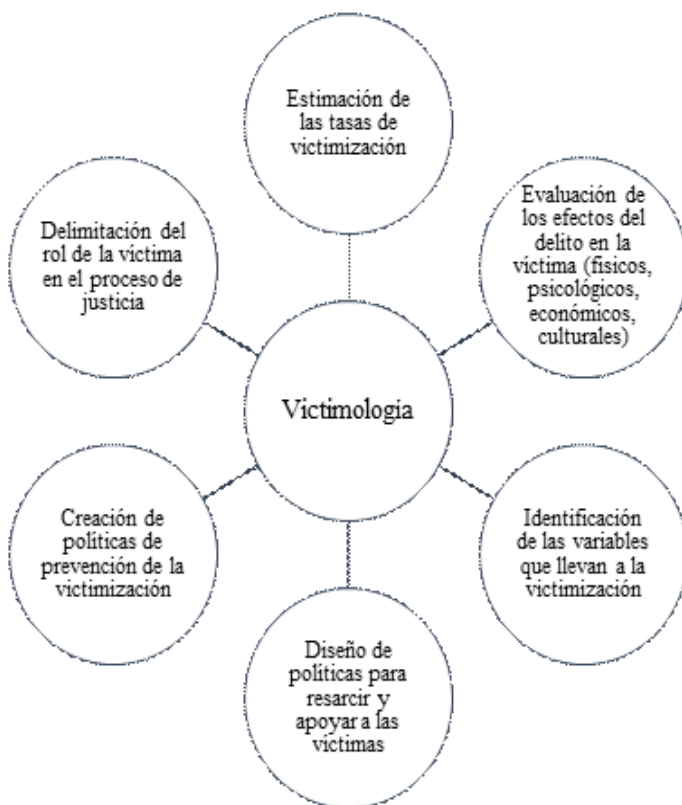 Estimación de
las tasas de
victimización
Evaluación de
los efectos del
delito en la
víctima (físicos,
psicológicos,
económicos,
culturales)
Identificación
de las variables
que llevan a la
victimización
Diseño de
políticas para
resarcir y
apoyar a las
víctimas
Creación de
políticas de
prevención de la
victimización
Delimitación del
rol de la víctima
en el proceso de
justicia
Victimología